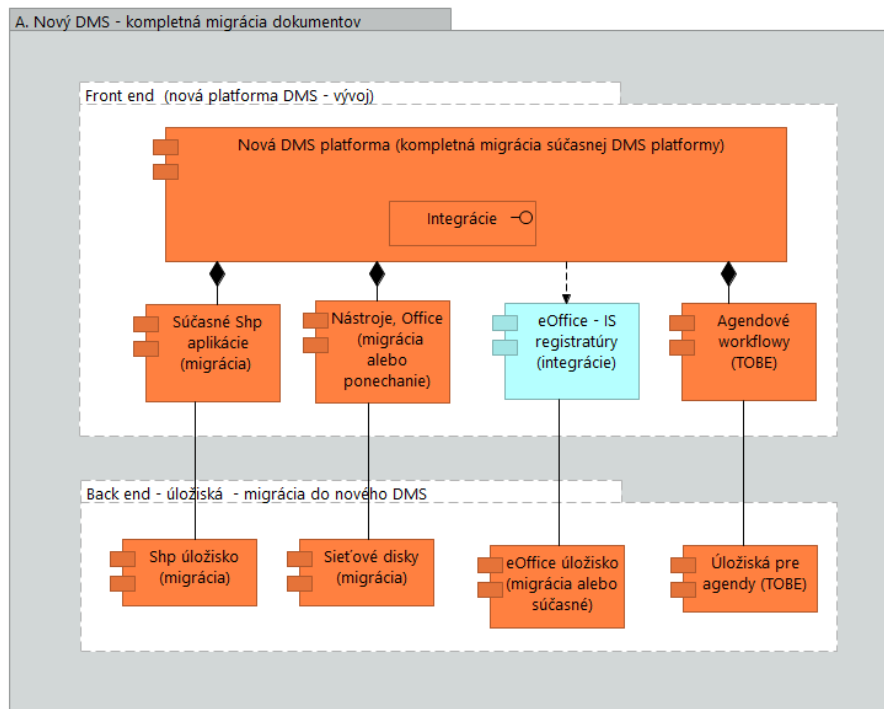 A. Nový DMS - kompletná migrácia dokumentov
Front end  (nová platforma DMS - vývoj)
Nová DMS platforma (kompletná migrácia súčasnej DMS platformy)
Integrácie
Súčasné Shp
aplikácie
(migrácia)
Nástroje, Office
(migrácia
alebo
ponechanie)
eOffice - IS
registratúry
(integrácie)
Agendové
workflowy
(TOBE)
Back end - úložiská  - migrácia do nového DMS
Shp úložisko
(migrácia)
Sieťové disky
(migrácia)
eOffice úložisko
(migrácia alebo
súčasné)
Úložiská pre
agendy (TOBE)